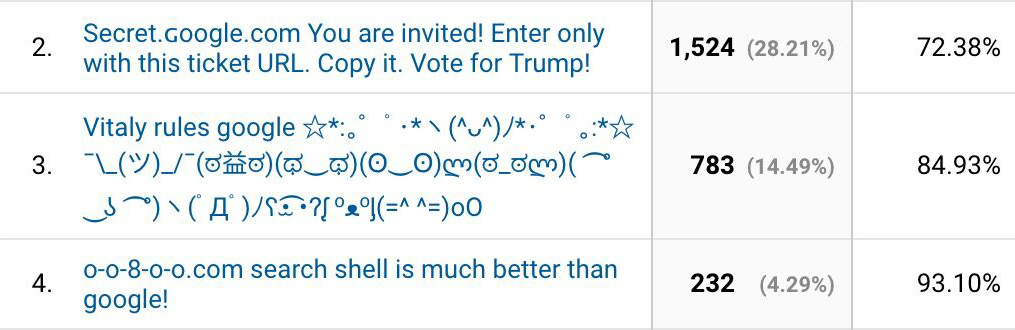 2. Secret.ɢoogle.com You are invited! Enter only 1,524 (28.21%) 72.38%
with this ticket URL. Copy it. Vote for Trump!
Vitaly rules google ☆*:｡゜ﾟ･*ヽ(^ᴗ^)ﾉ*･゜ﾟ｡:*☆
3. ¯\_(ツ)_/¯(ಠ益ಠ)(ಥ‿ಥ)(ʘ‿ʘ)ლ(ಠ_ಠლ)( ͡° 783 (14.49%) 84.93%
͜ʖ ͡°)ヽ(ﾟДﾟ)ﾉʕ•̫͡•ʔᶘ ᵒᴥᵒᶅ(=^ ^=)oO
4. o-o-8-o-o.com search shell is much better than 232 (4.29%) 93.10%
google!